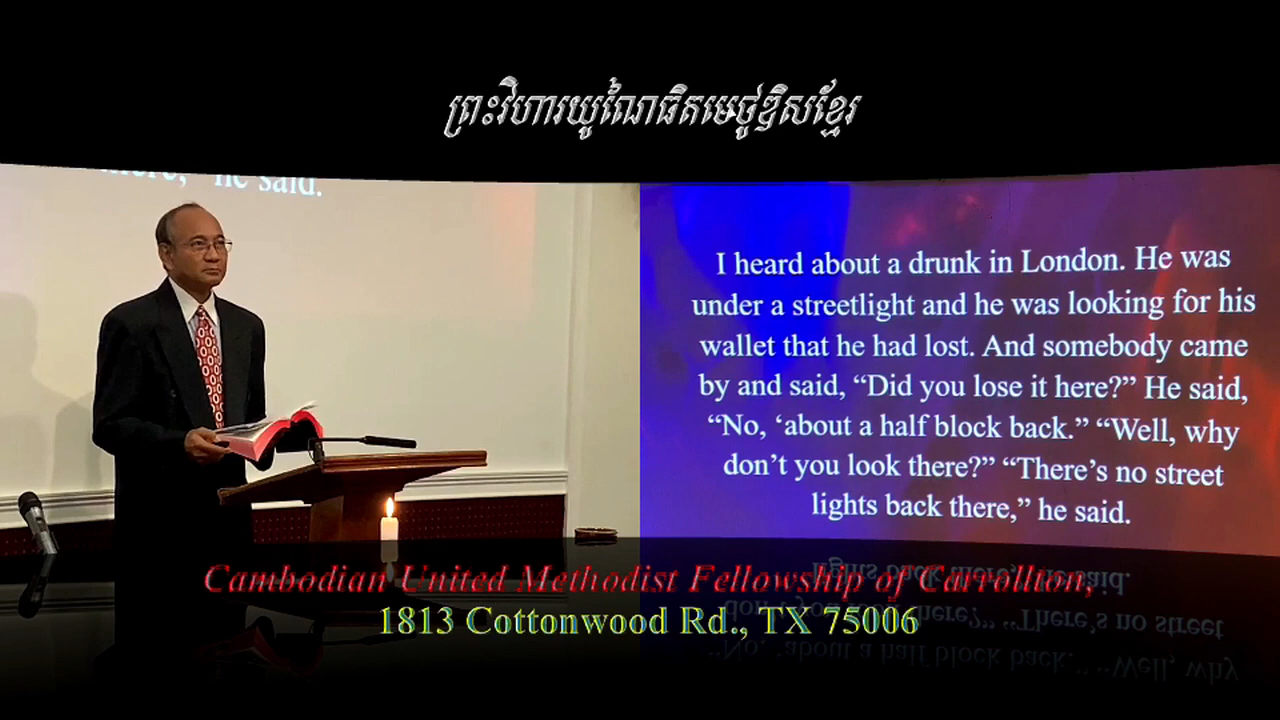 ព្រះវិហារយូណៃធិតមេថូឌីសខ្មែរ
there,” he said.
I heard about a drunk in London. He was
under a streetlight and he was looking for his
wallet that he had lost. And somebody came
by and said, “Did you lose it here?” He said,
“No, ‘about a half block back.” “Well, why
don’t you look there?” “There’s no street
lights back there,” he said.
Cambodian United Methodist Fellowship of Carrollton,
1813 Cottonwood Rd., TX 75006